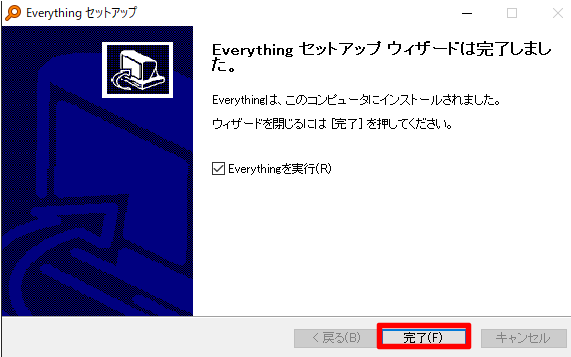 Everything セットアップ
Everything セットアップ ウィザードは完了しまし
た。
Everythingは、このコンピュータにインストールされました。
ウィザードを閉じるには [完了] を押してください。
Everythingを実行(R)
< 戻る(B)
完了(F)
キャンセル